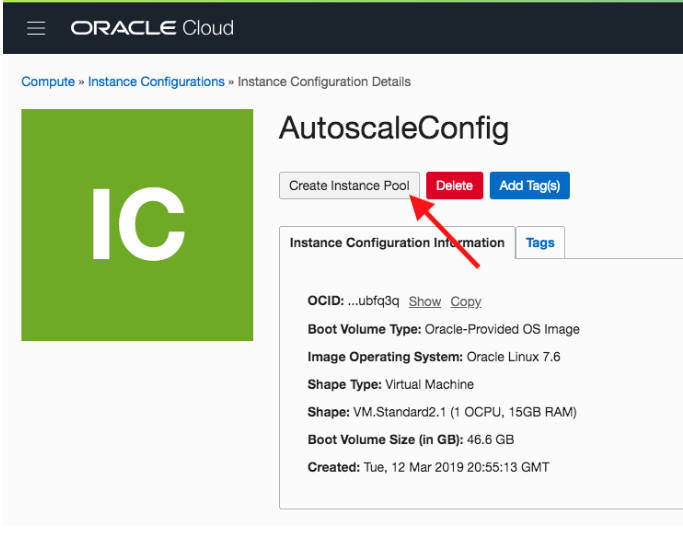 ORACLE Cloud
Compute » Instance Configurations » Instance Configuration Details
IC
AutoscaleConfig
Create Instance Pool Delete Add Tag(s)
Instance Configuration Information Tags
OCID: ...ubfq3q Show Copy
Boot Volume Type: Oracle-Provided OS Image
Image Operating System: Oracle Linux 7.6
Shape Type: Virtual Machine
Shape: VM.Standard2.1 (1 OCPU, 15GB RAM)
Boot Volume Size (in GB): 46.6 GB
Created: Tue, 12 Mar 2019 20:55:13 GMT